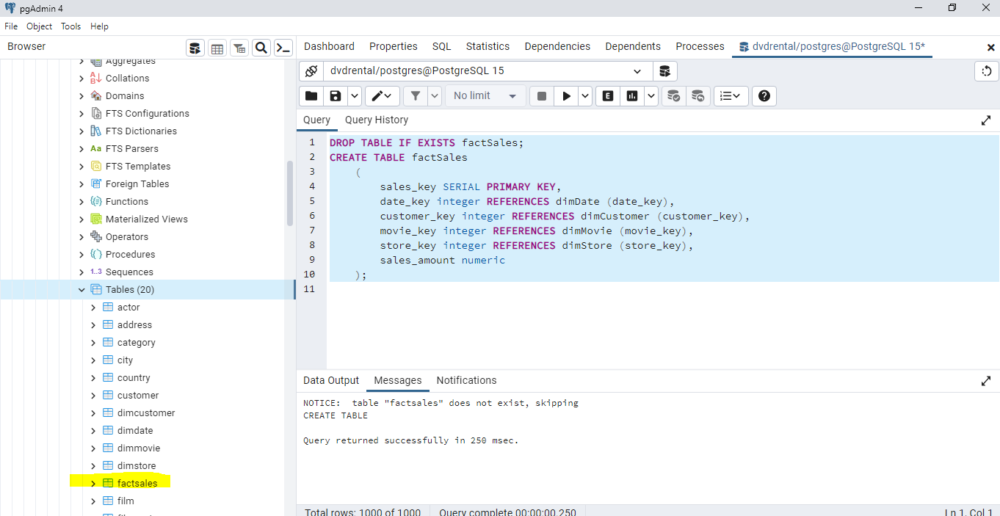 pgAdmin 4
File Object Tools Help
Browser
Aggregates
Collations
Domains
FTS Configurations
FTS Dictionaries
Aa FTS Parsers
FTS Templates
Foreign Tables
Functions
Materialized Views
Operators
Procedures
1..3 Sequences
Tables (20)
actor
address
category
city
country
customer
dimcustomer
dimdate
dimmovie
dimstore
factsales
film
Dashboard Properties SQL Statistics Dependencies Dependents Processes dvdrental/postgres@PostgreSQL 15*
dvdrental/postgres@PostgreSQL 15
No limit E
Query Query History
1 DROP TABLE IF EXISTS factSales;
2 CREATE TABLE factSales
3 (
4 sales_key SERIAL PRIMARY KEY,
5 date_key integer REFERENCES dimDate (date_key),
6 customer_key integer REFERENCES dimCustomer (customer_key),
7 movie_key integer REFERENCES dimMovie (movie_key),
8 store_key integer REFERENCES dimStore (store_key),
9 sales_amount numeric
10 );
11
Data Output Messages Notifications
NOTICE: table "factsales" does not exist, skipping
CREATE TABLE
Query returned successfully in 250 msec.
Total rows: 1000 of 1000 Query complete 00:00:00.250 Ln 1, Col 1